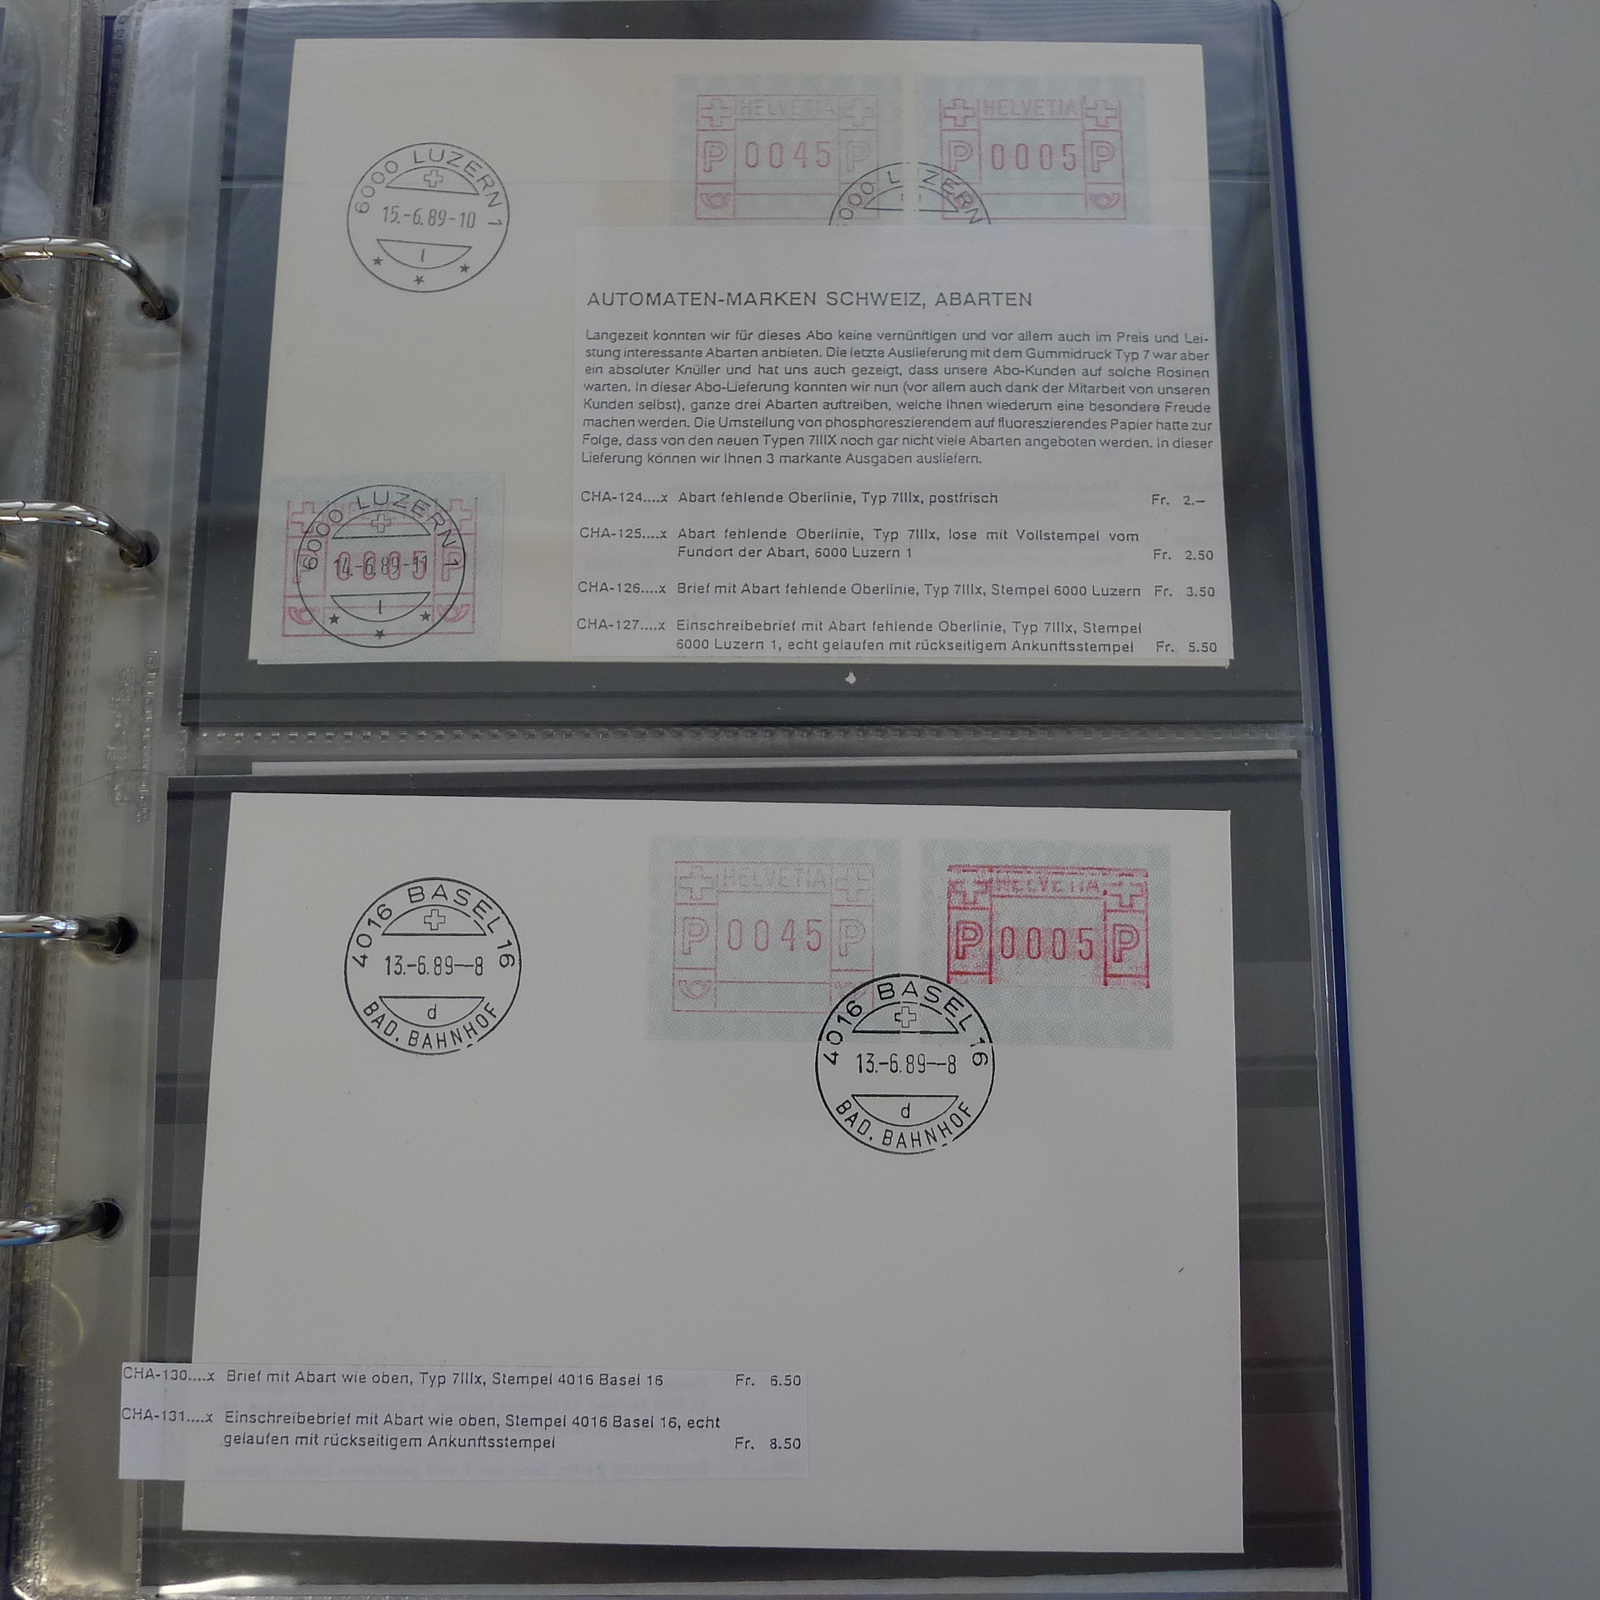 HELVETIA
P 0045 P
HELVETIA
P 0005 P
6000 LUZERN 1
15.-6.89-10
1
6000 LUZERN
AUTOMATEN-MARKEN SCHWEIZ, ABARTEN
Langezeit konnten wir für dieses Abo keine vernünftigen und vor allem auch im Preis und Lei-
stung interessante Abarten anbieten. Die letzte Auslieferung mit dem Gummidruck Typ 7 war aber
ein absoluter Knüller und hat uns auch gezeigt, dass unsere Abo-Kunden auf solche Rosinen
warten. In dieser Abo-Lieferung konnten wir nun (vor allem auch dank der Mitarbeit von unseren
Kunden selbst), ganze drei Abarten auftreiben, welche Ihnen wiederum eine besondere Freude
machen werden. Die Umstellung von phosphoreszierendem auf fluoreszierendes Papier hatte zur
Folge, dass von den neuen Typen 7IIIX noch gar nicht viele Abarten angeboten werden. In dieser
Lieferung können wir Ihnen 3 markante Ausgaben ausliefern.
CHA-124....x Abart fehlende Oberlinie, Typ 7IIIx, postfrisch Fr. 2.–
CHA-125....x Abart fehlende Oberlinie, Typ 7IIIx, lose mit Vollstempel vom
Fundort der Abart, 6000 Luzern 1 Fr. 2.50
CHA-126....x Brief mit Abart fehlende Oberlinie, Typ 7IIIx, Stempel 6000 Luzern Fr. 3.50
CHA-127....x Einschreibebrief mit Abart fehlende Oberlinie, Typ 7IIIx, Stempel
6000 Luzern 1, echt gelaufen mit rückseitigem Ankunftsstempel Fr. 5.50
6000 LUZERN 1
14.-6.89-11
1
0005 P
HELVETIA
P 0045 P
HELVETIA
P 0005 P
4016 BASEL 16
13.-6.89--8
d
BAD. BAHNHOF
4016 BASEL 16
13.-6.89--8
d
BAD. BAHNHOF
CHA-130....x Brief mit Abart wie oben, Typ 7IIIx, Stempel 4016 Basel 16 Fr. 6.50
CHA-131....x Einschreibebrief mit Abart wie oben, Stempel 4016 Basel 16, echt
gelaufen mit rückseitigem Ankunftsstempel Fr. 8.50